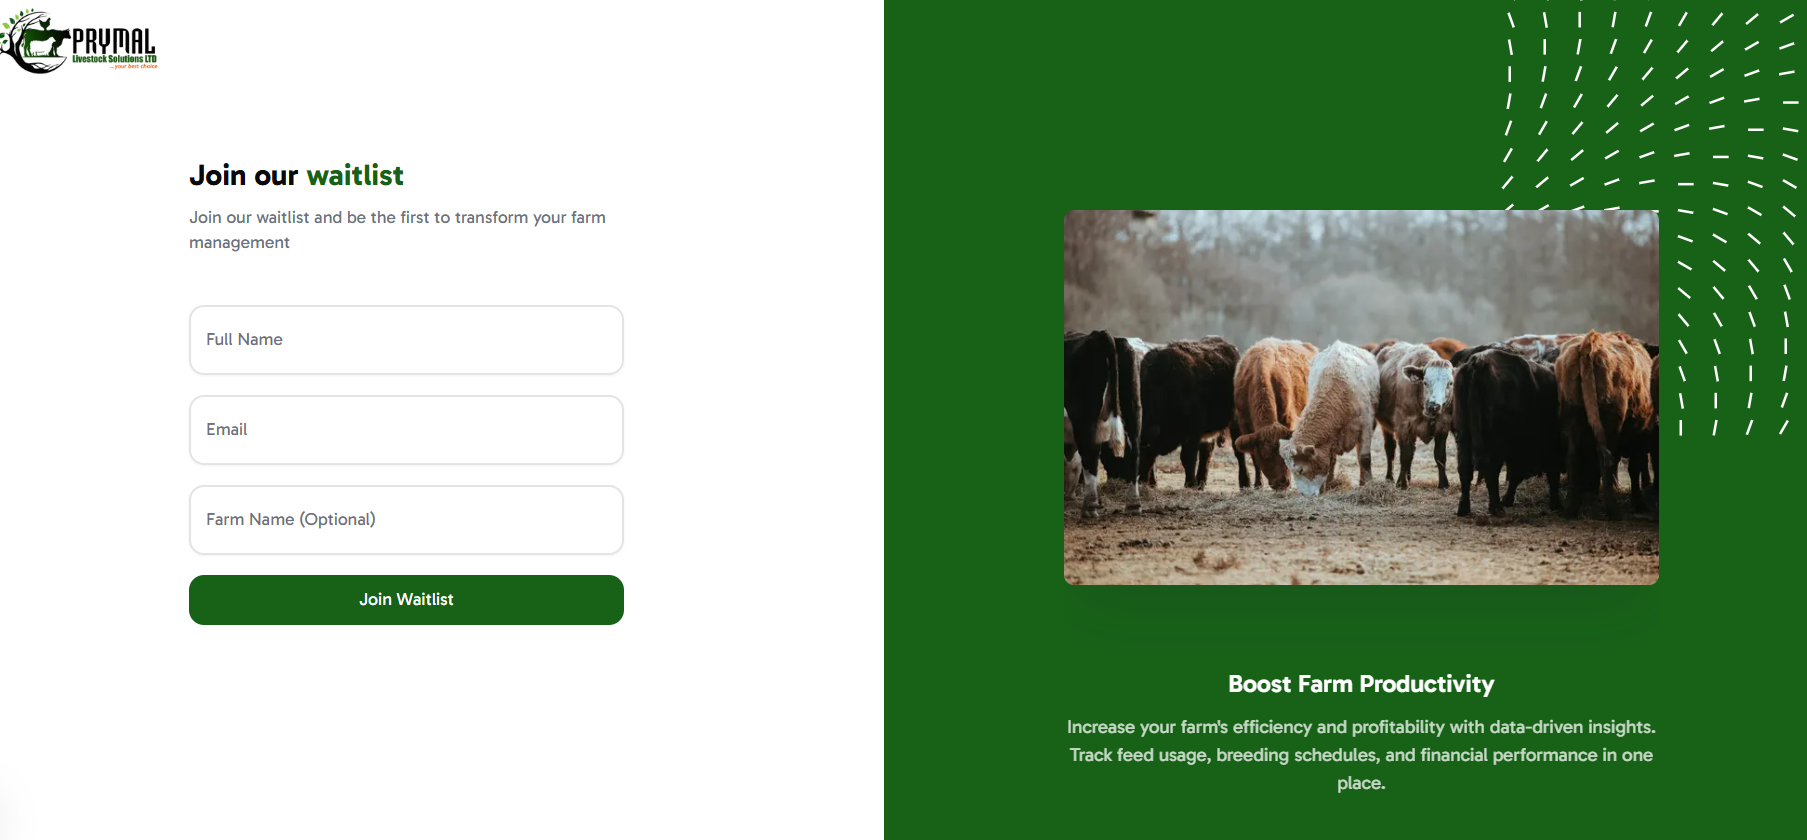 PRYMAL
Livestock Solutions LTD
...your best choice
Join our waitlist
Join our waitlist and be the first to transform your farm
management
Full Name
Email
Farm Name (Optional)
Join Waitlist
Boost Farm Productivity
Increase your farm's efficiency and profitability with data-driven insights.
Track feed usage, breeding schedules, and financial performance in one
place.